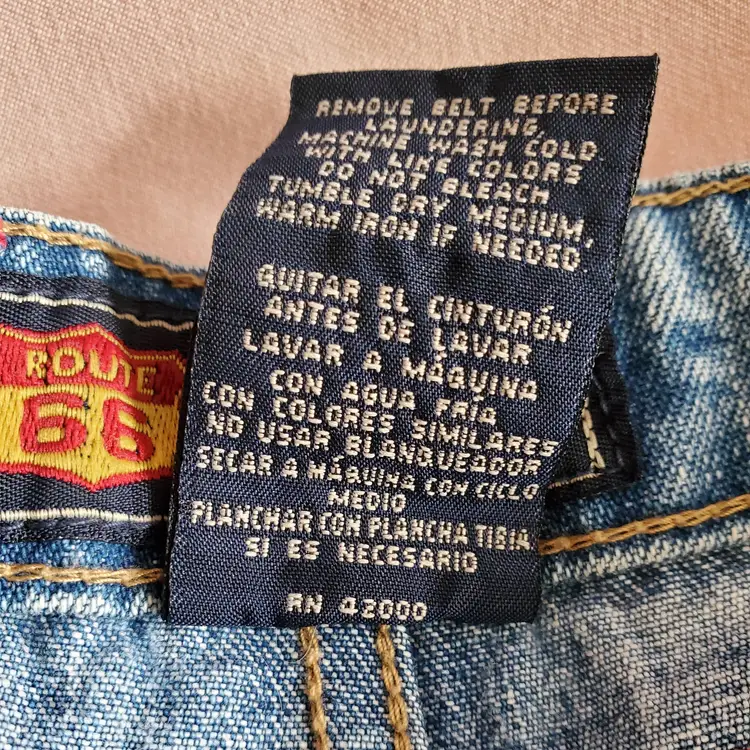 REMOVE BELT BEFORE
LAUNDERING,
MACHINE WASH COLD.
WITH LIKE COLORS
DO NOT BLEACH
TUMBLE DRY MEDIUM,
WARM IRON IF NEEDED.
QUITAR EL CINTURÓN
ANTES DE LAVAR
LAVAR A MÁQUINA
CON AGUA FRÍA
CON COLORES SIMILARES
NO USAR BLANQUEADOR
SECAR A MÁQUINA CON CICLO
MEDIO
PLANCHAR CON PLANCHA TIBIA
SI ES NECESARIO
RN 42000
ROUTE
66